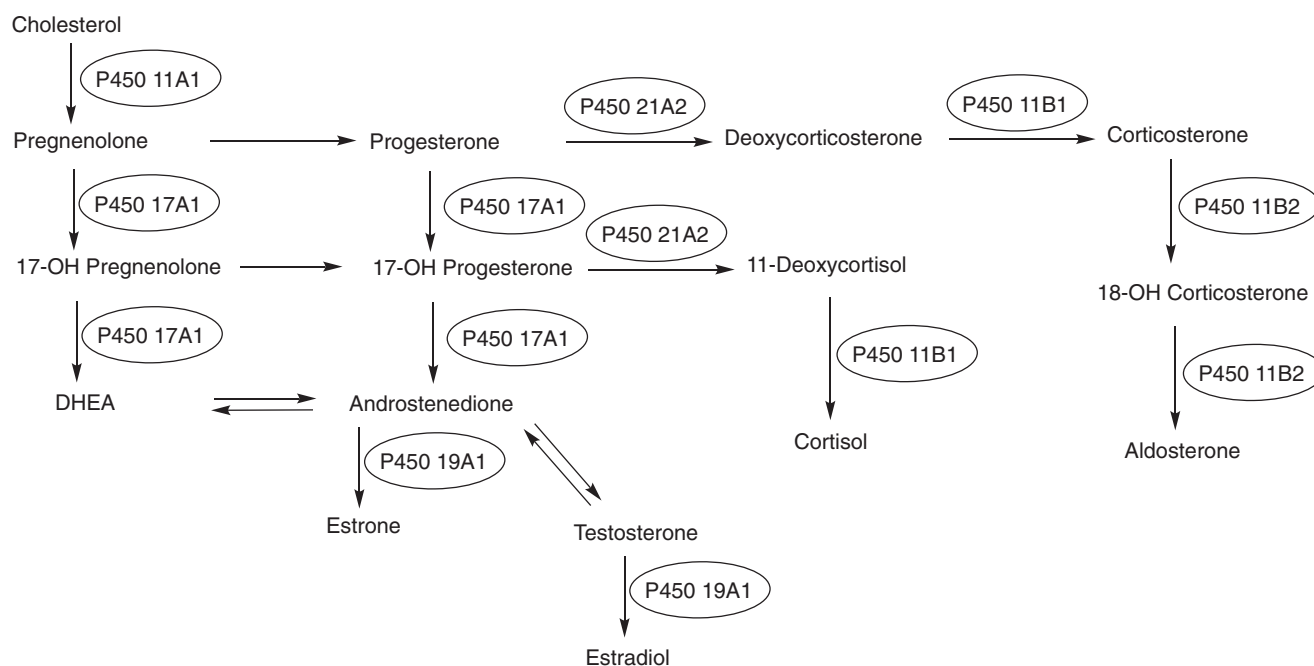 Cholesterol
P450 11A1
P450 21A2
P450 11B1
Pregnenolone
Progesterone
Deoxycorticosterone
Corticosterone
P450 17A1
P450 17A1
P450 21A2
P450 11B2
17-OH Pregnenolone
17-OH Progesterone
11-Deoxycortisol
18-OH Corticosterone
P450 17A1
P450 17A1
P450 11B1
P450 11B2
DHEA
Androstenedione
Cortisol
Aldosterone
P450 19A1
Estrone
Testosterone
P450 19A1
Estradiol